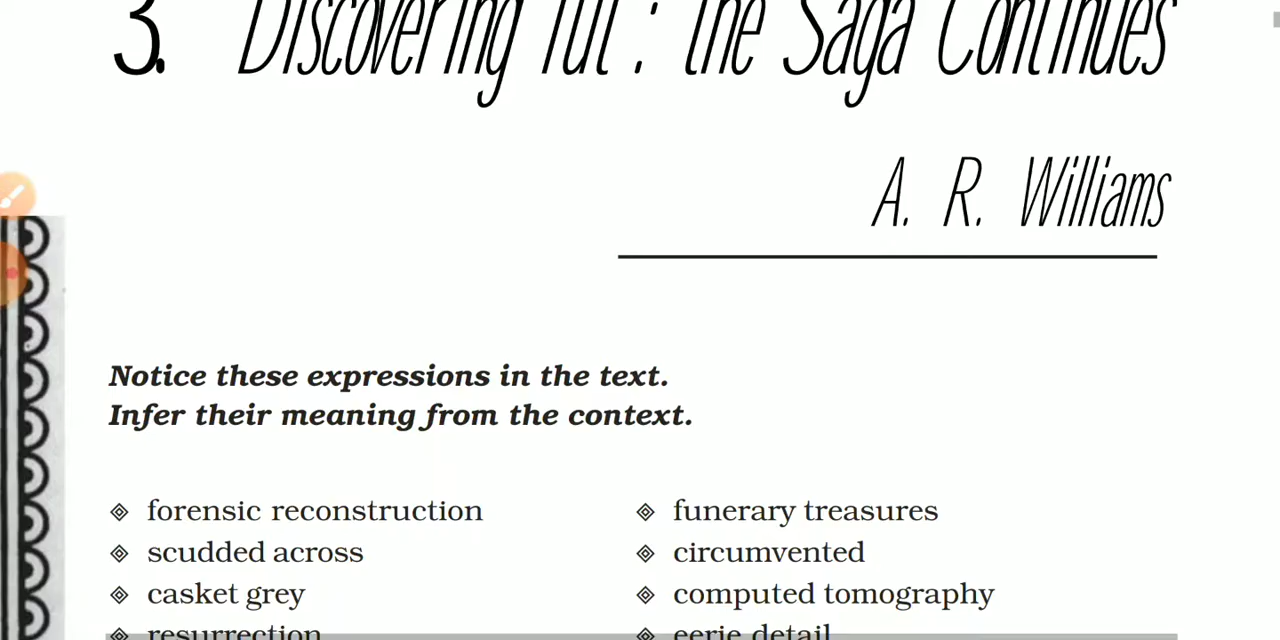 3. Discovering Tut : the Saga Continues
A. R. Williams
Notice these expressions in the text.
Infer their meaning from the context.
forensic reconstruction
scudded across
casket grey
resurrection
funerary treasures
circumvented
computed tomography
eerie detail